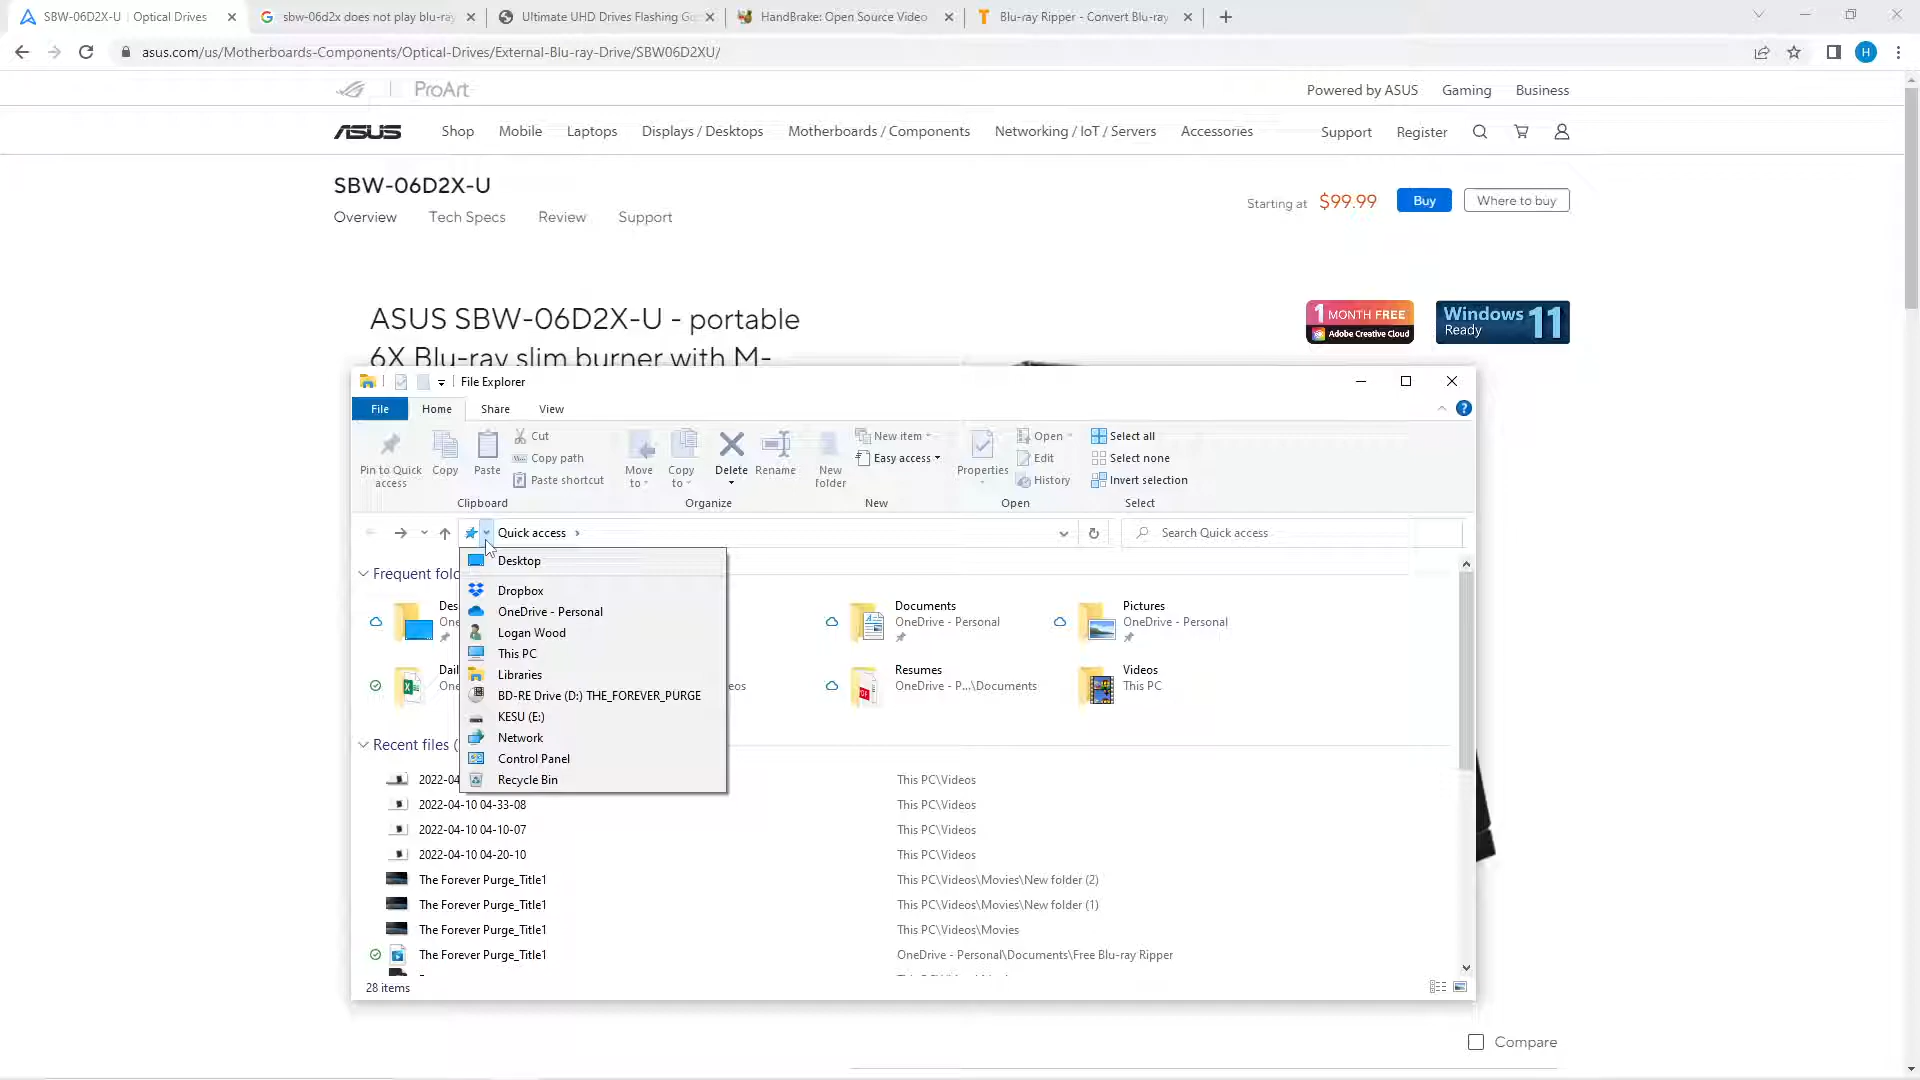 SBW-06D2X-U | Optical Drives
sbw-06d2x does not play blu-ray
Ultimate UHD Drives Flashing Gu
HandBrake: Open Source Video
Blu-ray Ripper - Convert Blu-ray
asus.com/us/Motherboards-Components/Optical-Drives/External-Blu-ray-Drive/SBW06D2XU/
H
ProArt
Powered by ASUS
Gaming
Business
ASUS
Shop
Mobile
Laptops
Displays / Desktops
Motherboards / Components
Networking / IoT / Servers
Accessories
Support
Register
SBW-06D2X-U
Overview
Tech Specs
Review
Support
Starting at $99.99
Buy
Where to buy
ASUS SBW-06D2X-U - portable
6X Blu-ray slim burner with M-
1 MONTH FREE
Adobe Creative Cloud
Windows 11
Ready
File Explorer
File
Home
Share
View
Pin to Quick
access
Copy
Paste
Cut
Copy path
Paste shortcut
Clipboard
Move
to
Copy
to
Delete
Rename
Organize
New
folder
New item
Easy access
New
Properties
Open
Edit
History
Open
Select all
Select none
Invert selection
Select
Quick access
Search Quick access
Desktop
Dropbox
OneDrive - Personal
Logan Wood
This PC
Libraries
BD-RE Drive (D:) THE_FOREVER_PURGE
KESU (E:)
Network
Control Panel
Recycle Bin
Documents
OneDrive - Personal
Pictures
OneDrive - Personal
Resumes
OneDrive - P...\Documents
Videos
This PC
Recent files (
2022-04
This PC\Videos
2022-04-10 04-33-08
This PC\Videos
2022-04-10 04-10-07
This PC\Videos
2022-04-10 04-20-10
This PC\Videos
The Forever Purge_Title1
This PC\Videos\Movies\New folder (2)
The Forever Purge_Title1
This PC\Videos\Movies\New folder (1)
The Forever Purge_Title1
This PC\Videos\Movies
The Forever Purge_Title1
OneDrive - Personal\Documents\Free Blu-ray Ripper
28 items
Compare